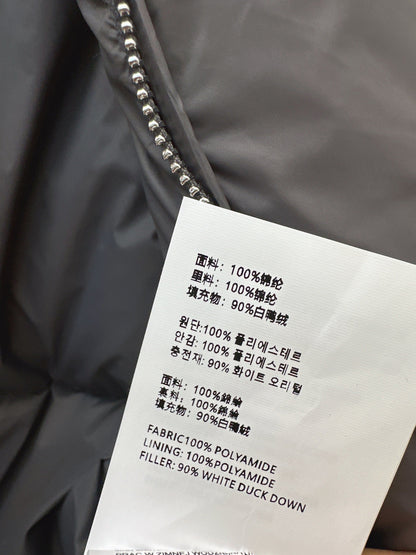 面料：100%锦纶
里料：100%锦纶
填充物：90%白鸭绒
원단:100% 폴리에스테르
안감: 100% 폴리에스테르
충전재: 90% 화이트 오리털
面料：100%錦綸
裏料：100%錦綸
填充物：90%白鴨絨
FABRIC100% POLYAMIDE
LINING: 100%POLYAMIDE
FILLER: 90% WHITE DUCK DOWN